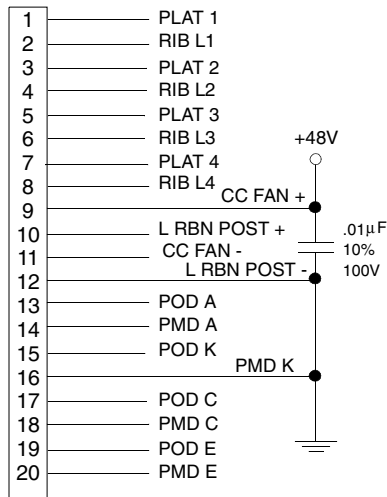 1 PLAT 1
2 RIB L1
3 PLAT 2
4 RIB L2
5 PLAT 3
6 RIB L3
+48V
7 PLAT 4
8 RIB L4
CC FAN +
9
10 L RBN POST +
.01µF
11 CC FAN -
10%
L RBN POST -
100V
12
13 POD A
14 PMD A
15 POD K
PMD K
16
17 POD C
18 PMD C
19 POD E
20 PMD E